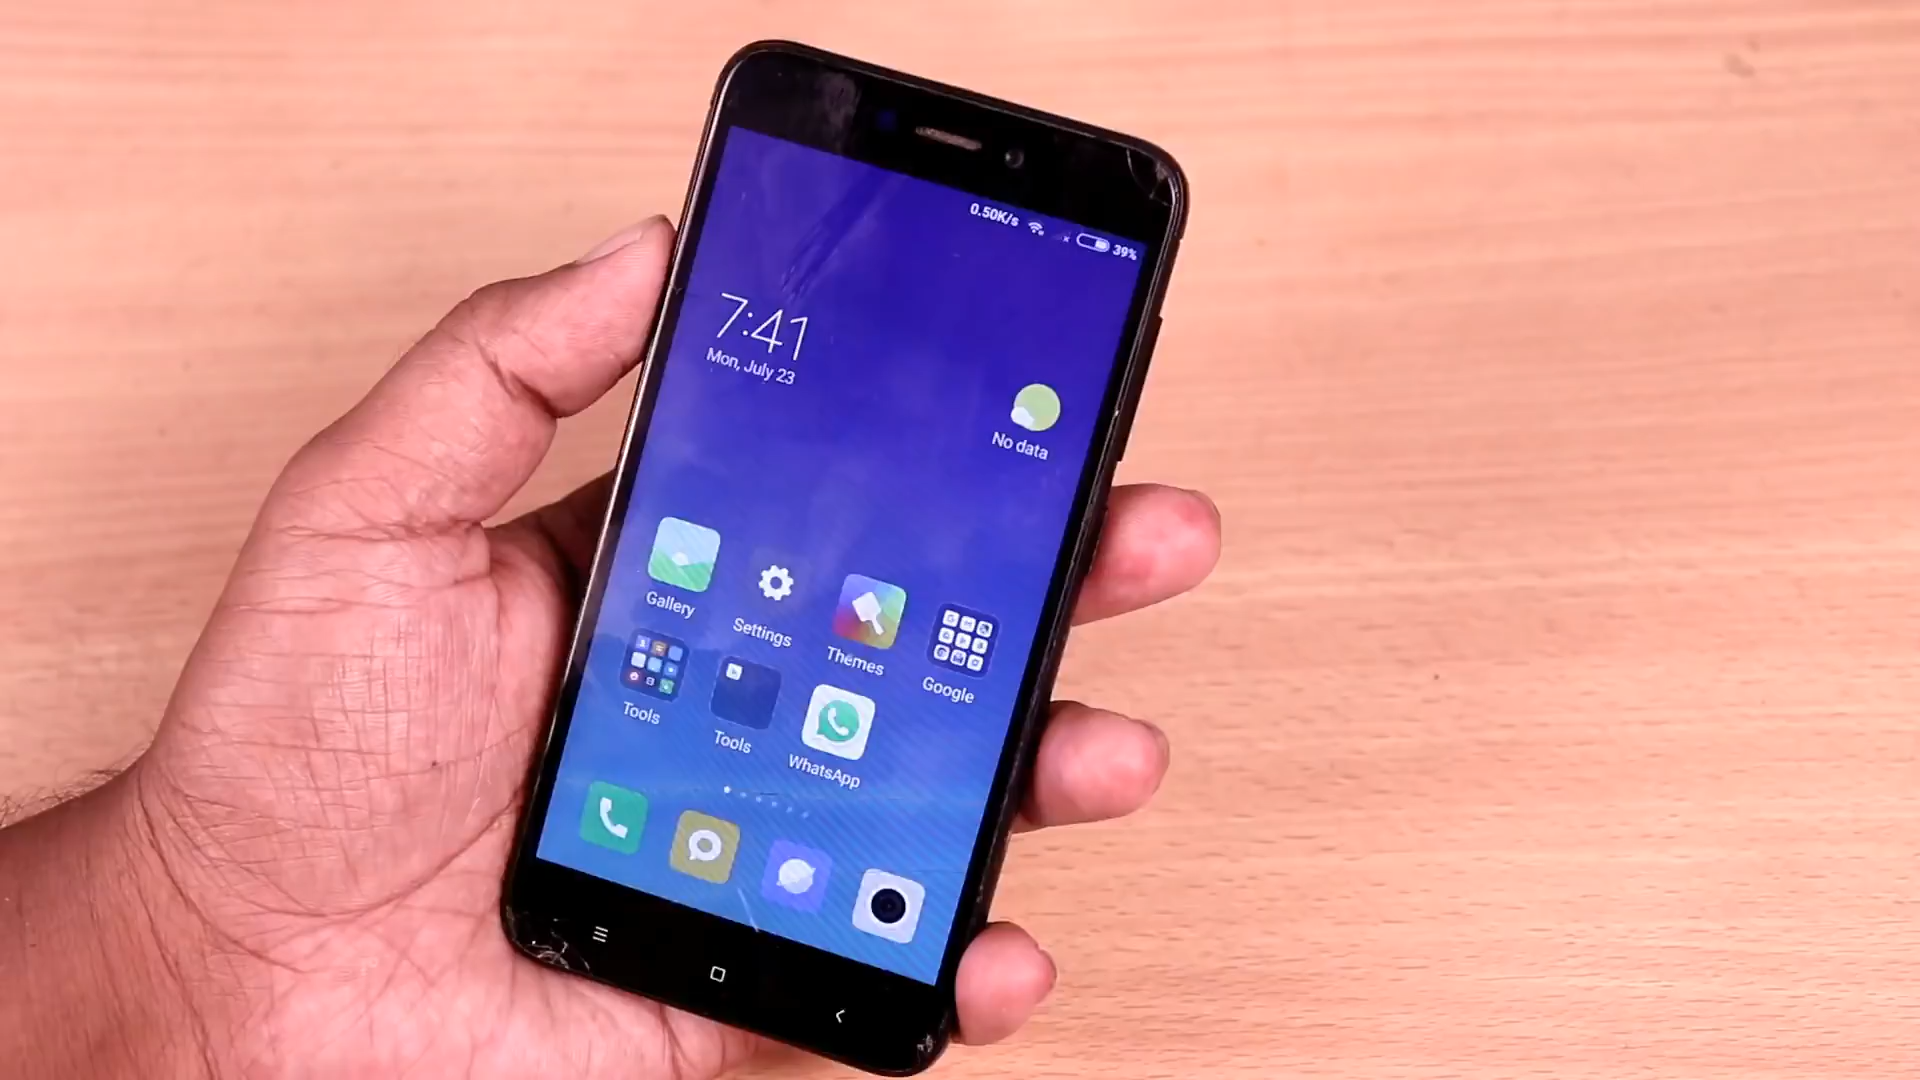 0.50K/s 39%
7:41
Mon, July 23
No data
Gallery
Settings
Themes
Google
Tools
Tools
WhatsApp